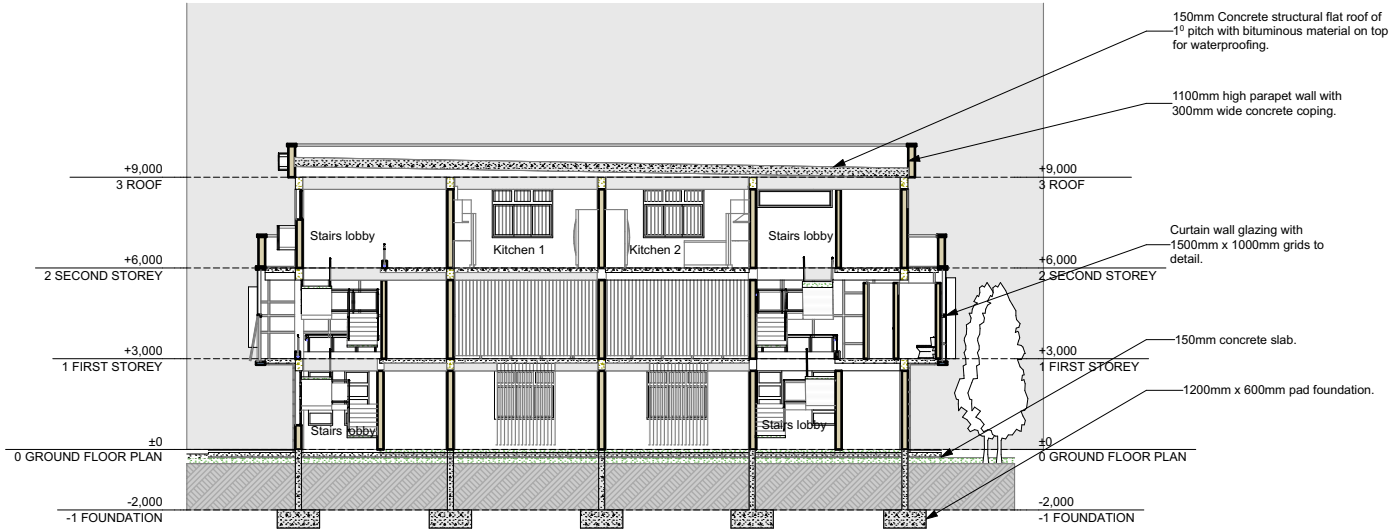 150mm Concrete structural flat roof of
1⁰ pitch with bituminous material on top
for waterproofing.
1100mm high parapet wall with
300mm wide concrete coping.
+9,000
3 ROOF
+9,000
3 ROOF
Stairs lobby
Kitchen 1
Kitchen 2
Stairs lobby
Curtain wall glazing with
1500mm x 1000mm grids to
detail.
+6,000
2 SECOND STOREY
+6,000
2 SECOND STOREY
150mm concrete slab.
+3,000
1 FIRST STOREY
+3,000
1 FIRST STOREY
1200mm x 600mm pad foundation.
Stairs lobby
Stairs lobby
±0
0 GROUND FLOOR PLAN
±0
0 GROUND FLOOR PLAN
-2,000
-1 FOUNDATION
-2,000
-1 FOUNDATION